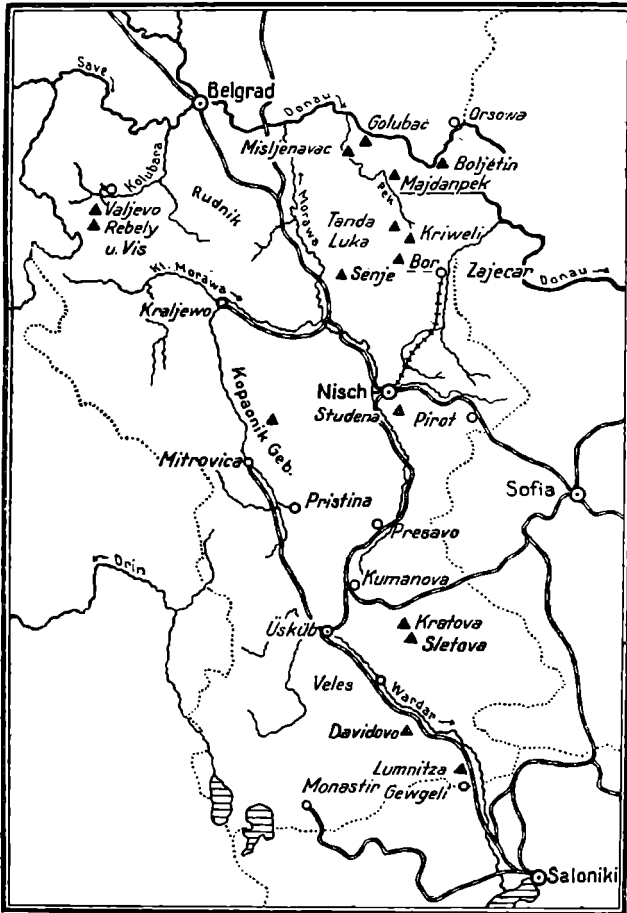 Save
Belgrad
Donau
Golubač
Orsowa
Misljenavac
Boljetin
Majdanpek
Kolubara
Pek
Valjevo
Rudnik
Morawa
Rebely
u. Vis
Tanda
Luka
Kriweli
Bor
Zajecar
Senje
Donau
Kl. Morawa
Kraljewo
Nisch
Studena
Pirot
Kopaonik Geb.
Mitrovica
Sofia
Pristina
Presavo
Drin
Kumanova
Üsküb
Kratova
Sletova
Veles
Wardar
Davidovo
Lumnitza
Monastir
Gewgeli
Saloniki